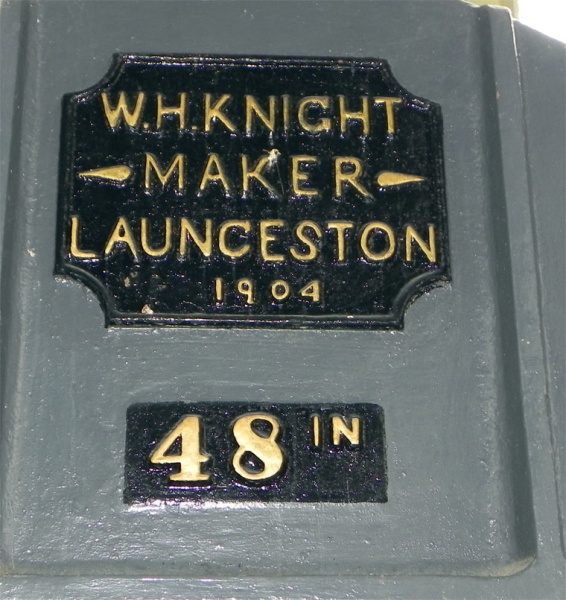 W.H.KNIGHT
MAKER
LAUNCESTON
1904
48 IN